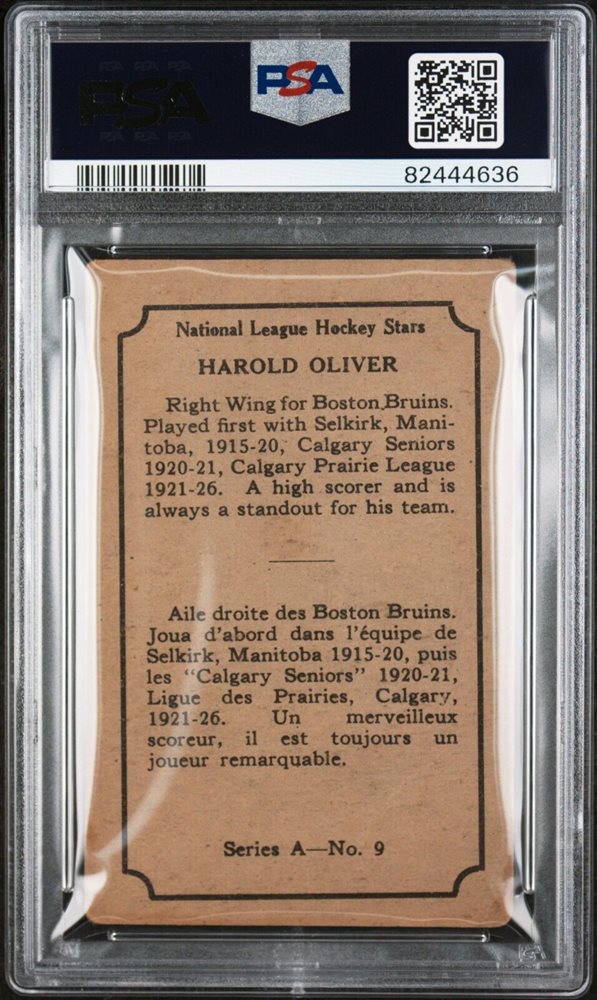 PSA
PSA
82444636
National League Hockey Stars
HAROLD OLIVER
Right Wing for Boston Bruins.
Played first with Selkirk, Mani-
toba, 1915-20, Calgary Seniors
1920-21, Calgary Prairie League
1921-26. A high scorer and is
always a standout for his team.
Aile droite des Boston Bruins.
Joua d'abord dans l'équipe de
Selkirk, Manitoba 1915-20, puis
les "Calgary Seniors" 1920-21,
Ligue des Prairies, Calgary,
1921-26. Un merveilleux
scoreur, il est toujours un
joueur remarquable.
Series A—No. 9